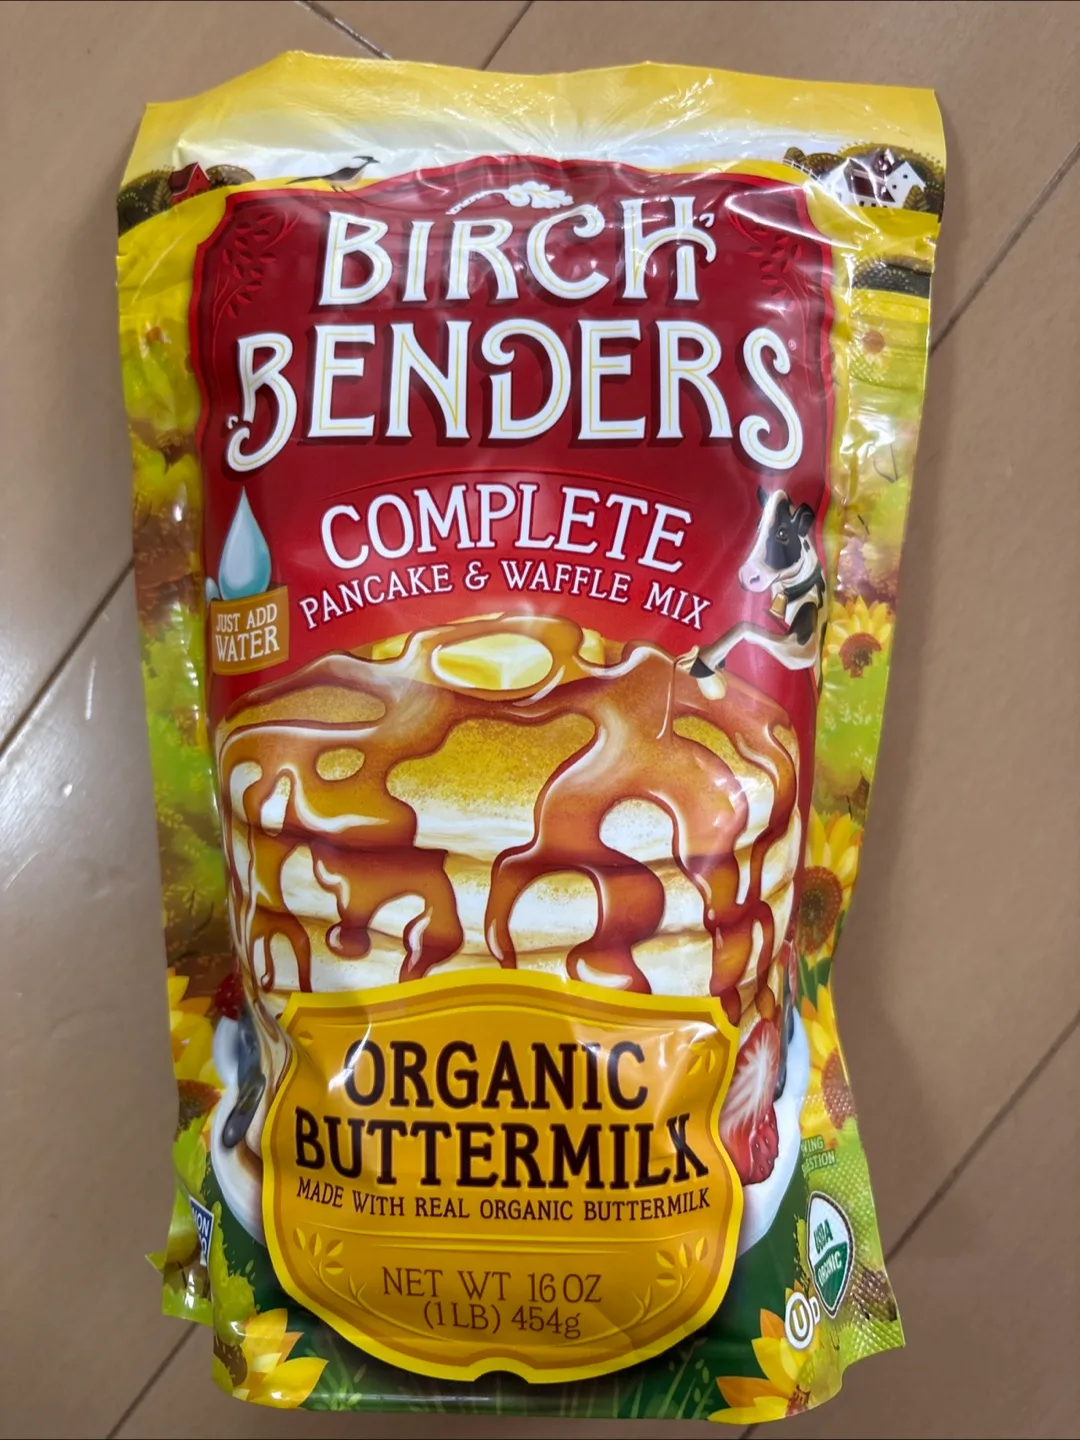 BIRCH
BENDERS
COMPLETE
PANCAKE & WAFFLE MIX
JUST ADD
WATER
ORGANIC
BUTTERMILK
MADE WITH REAL ORGANIC BUTTERMILK
NET WT 16 OZ
(1 LB) 454g
NON
USDA
ORGANIC
U D